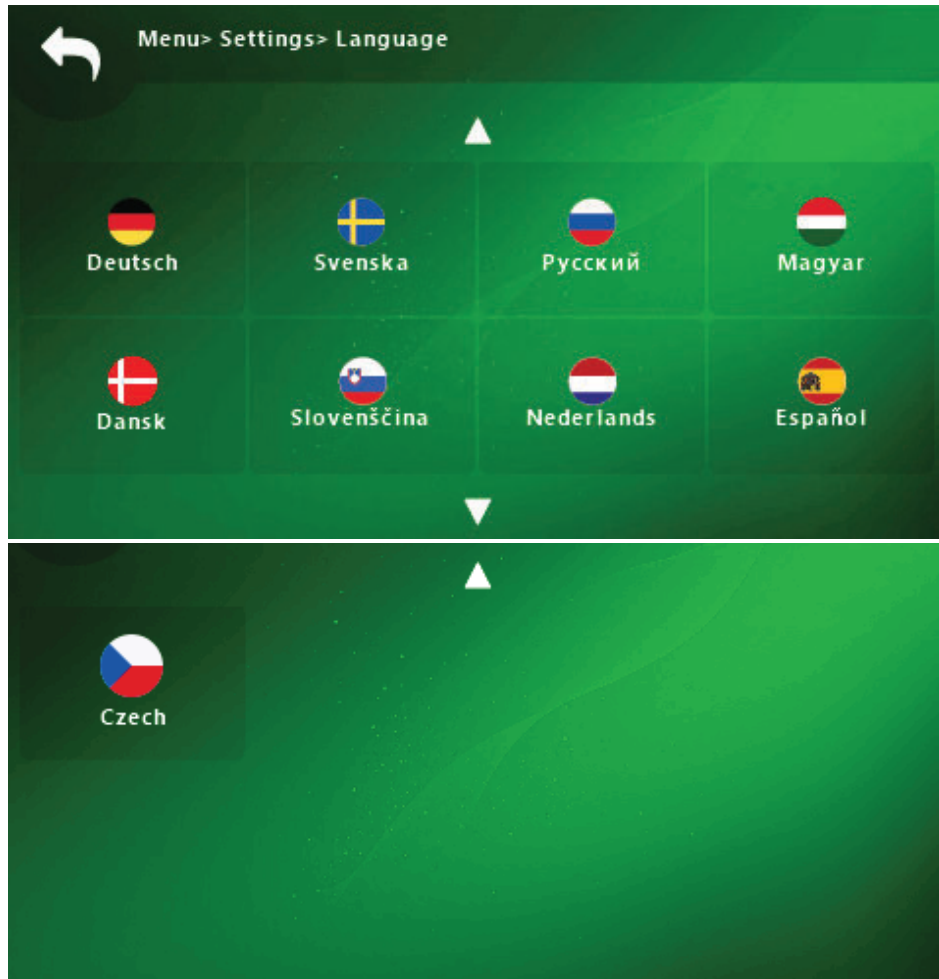 Menu> Settings> Language
Deutsch
Svenska
Русский
Magyar
Dansk
Slovenščina
Nederlands
Español
Czech